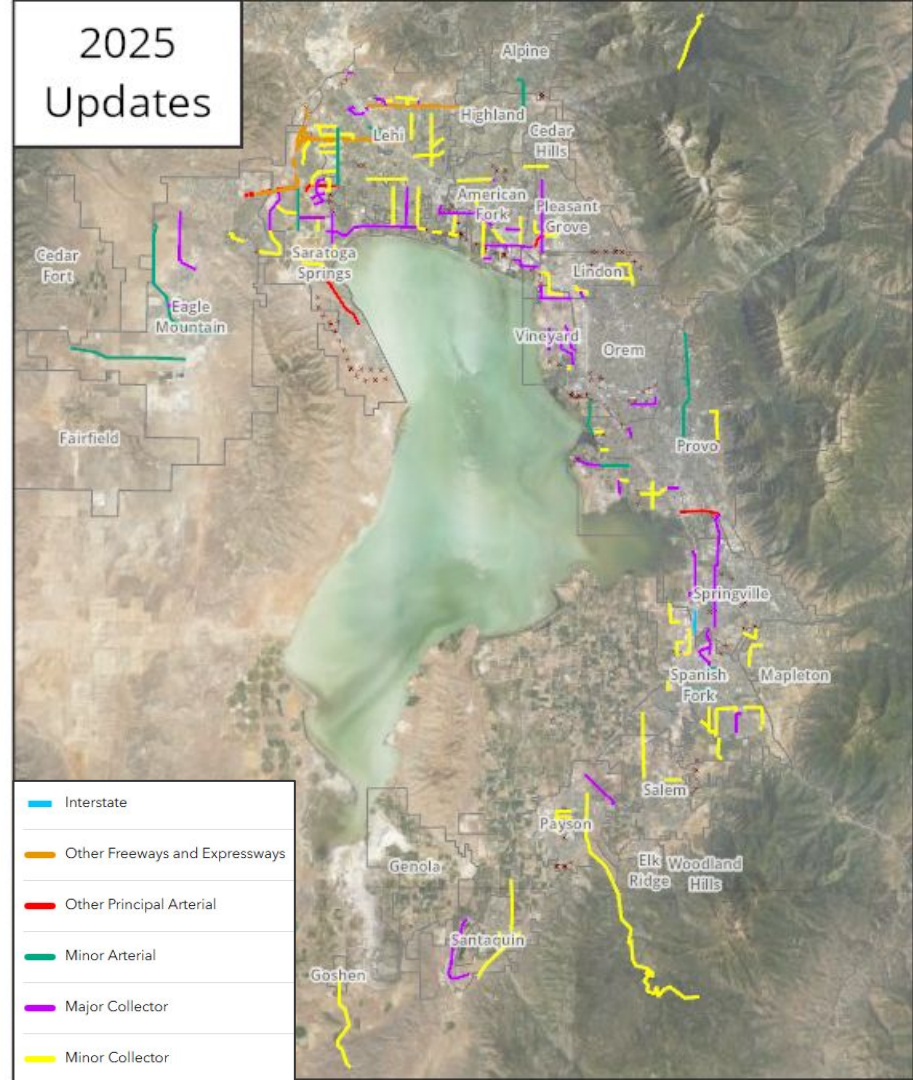 2025
Updates
Alpine
Highland
Lehi
Cedar
Hills
American
Fork
Pleasant
Grove
Cedar
Fort
Saratoga
Springs
Lindon
Eagle
Mountain
Vineyard
Orem
Fairfield
Provo
Springville
Spanish
Fork
Mapleton
Salem
Payson
Elk
Ridge
Woodland
Hills
Genola
Santaquin
Goshen
Interstate
Other Freeways and Expressways
Other Principal Arterial
Minor Arterial
Major Collector
Minor Collector